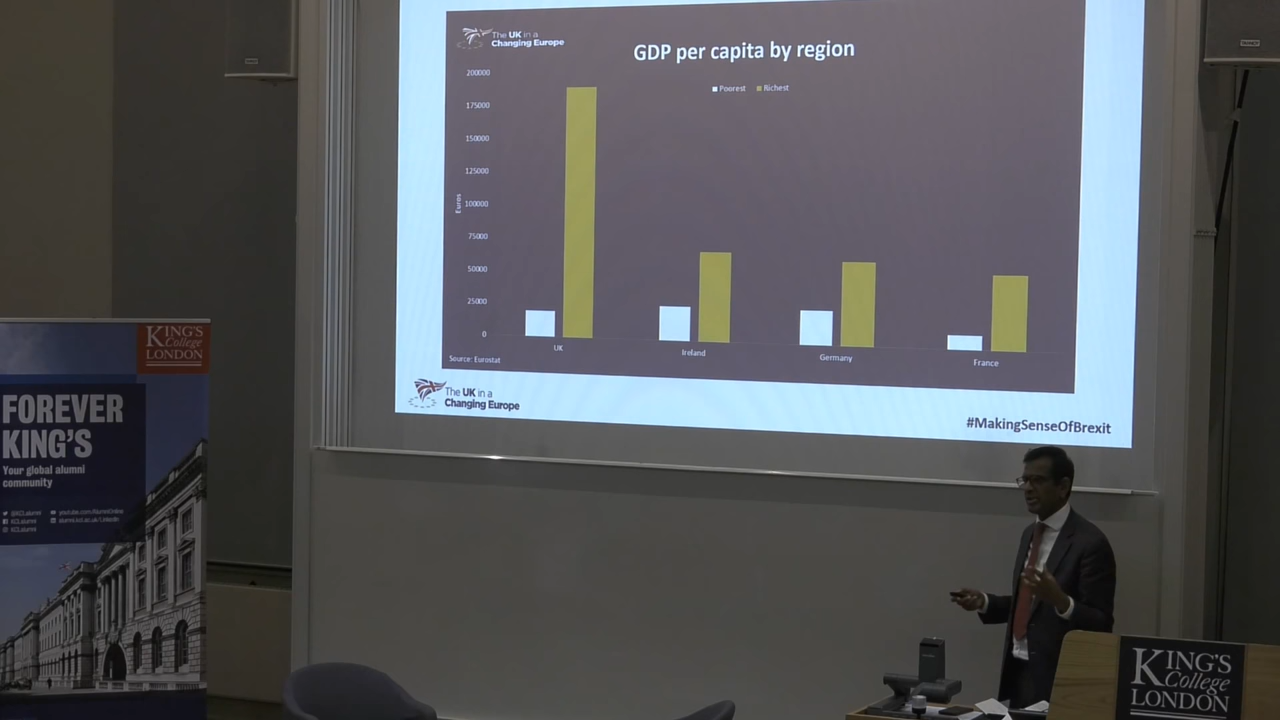 The UK in a
Changing Europe
GDP per capita by region
Poorest
Richest
200000
175000
150000
125000
100000
75000
50000
25000
0
Euros
UK
Ireland
Germany
France
Source: Eurostat
The UK in a
Changing Europe
#MakingSenseOfBrexit
KING'S
College
LONDON
FOREVER
KING'S
Your global alumni
community
KING'S
College
LONDON